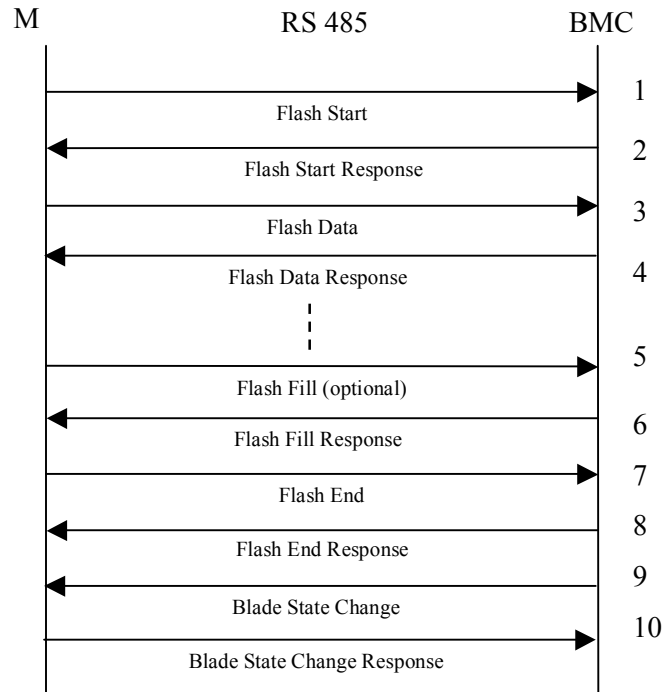 M RS 485 BMC
1
Flash Start
2
Flash Start Response
3
Flash Data
4
Flash Data Response
5
Flash Fill (optional)
6
Flash Fill Response
7
Flash End
8
Flash End Response
9
Blade State Change
10
Blade State Change Response